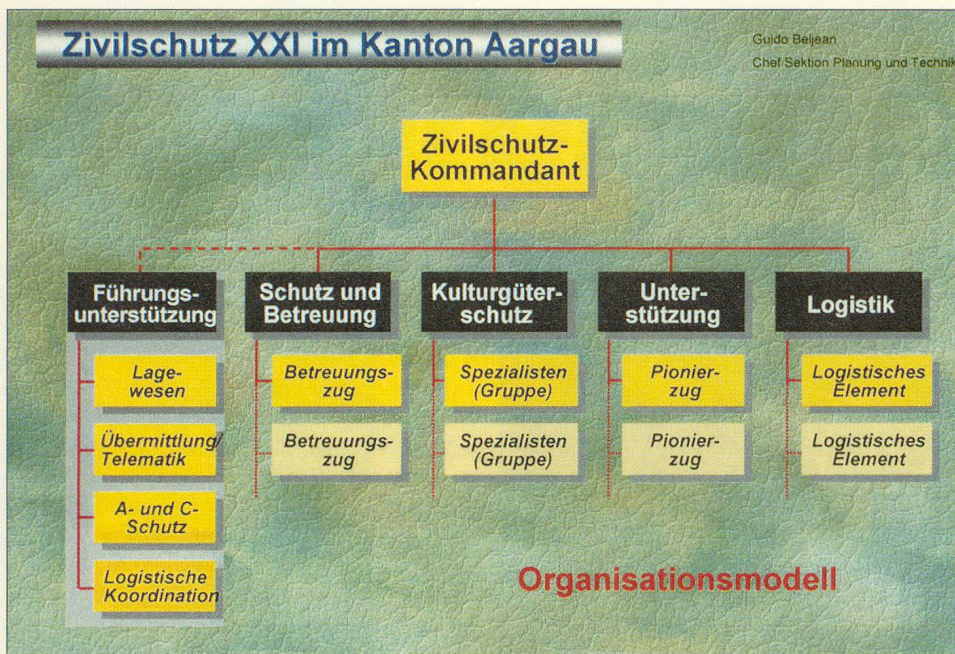 Zivilschutz XXI im Kanton Aargau
Guido Beljean
Chef Sektion Planung und Technik
Zivilschutz-
Kommandant
Führungs-
unterstützung
Lage-
wesen
Übermittlung/
Telematik
A- und C-
Schutz
Logistische
Koordination
Schutz und
Betreuung
Betreuungs-
zug
Betreuungs-
zug
Kulturgüter-
schutz
Spezialisten
(Gruppe)
Spezialisten
(Gruppe)
Unter-
stützung
Pionier-
zug
Pionier-
zug
Logistik
Logistisches
Element
Logistisches
Element
Organisationsmodell